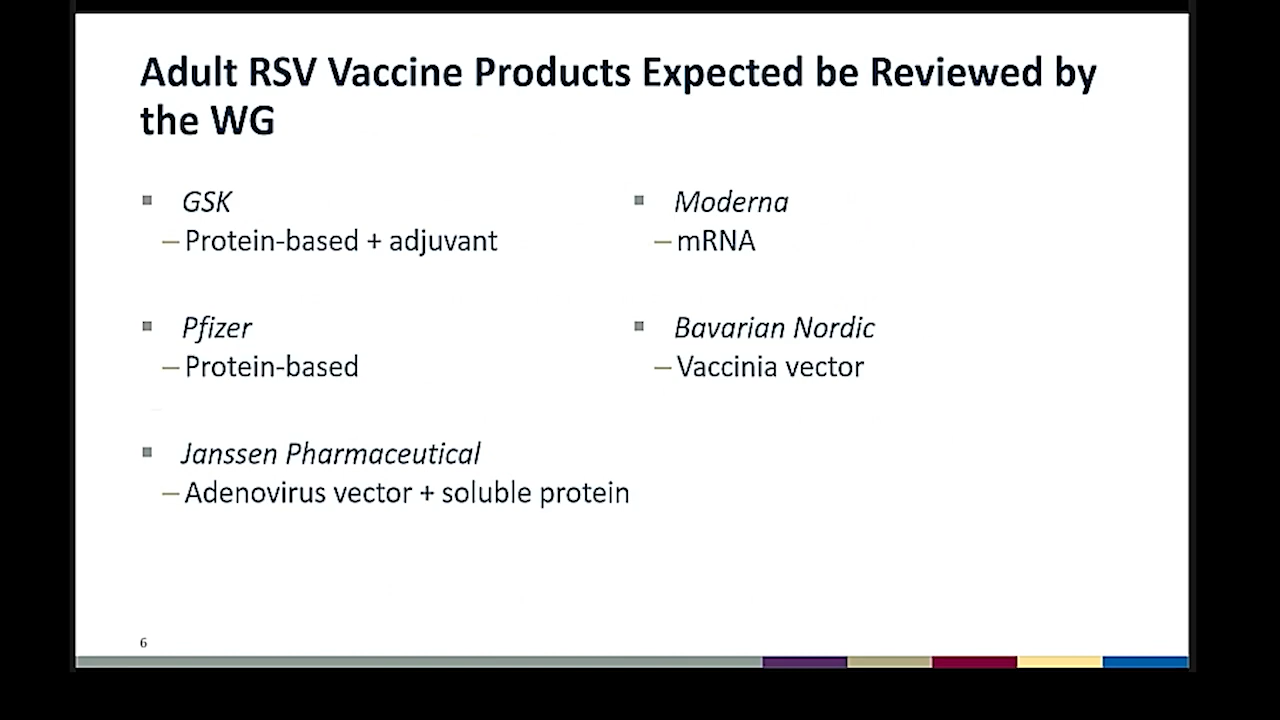 Adult RSV Vaccine Products Expected be Reviewed by
the WG
GSK
–Protein-based + adjuvant
Pfizer
–Protein-based
Janssen Pharmaceutical
–Adenovirus vector + soluble protein
Moderna
–mRNA
Bavarian Nordic
–Vaccinia vector
6